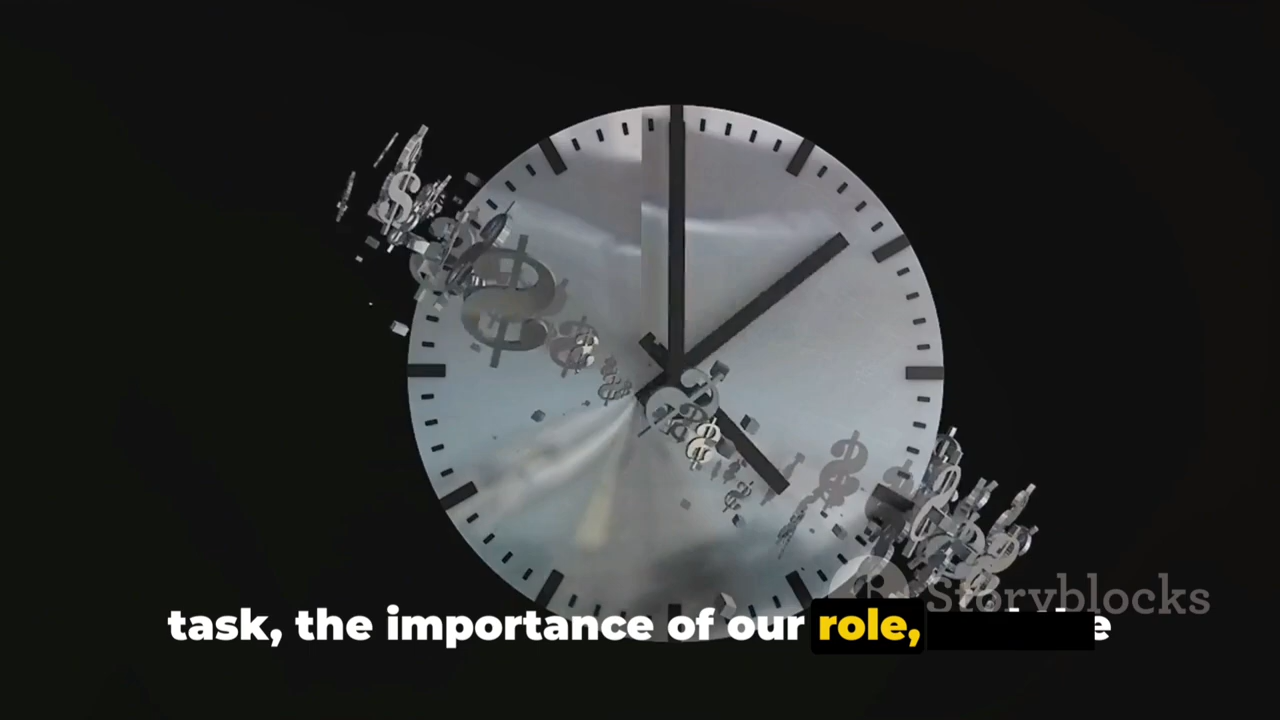 Storyblocks
task, the importance of our role,